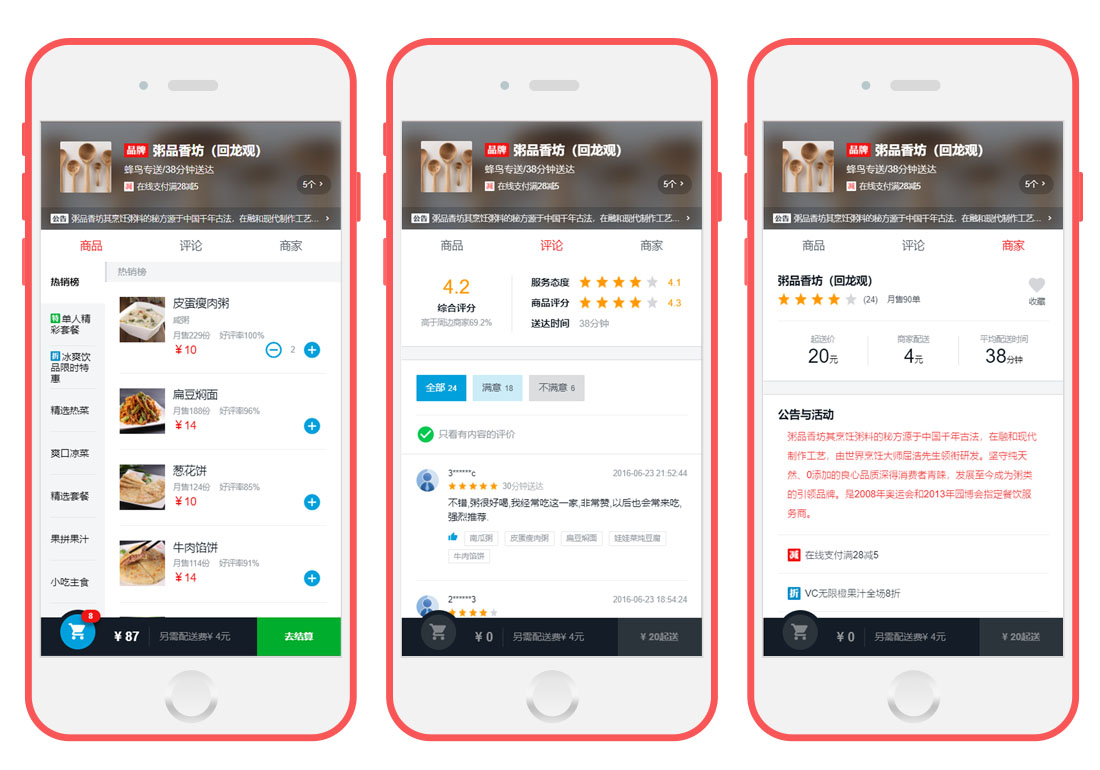 品牌 粥品香坊（回龙观）
蜂鸟专送/38分钟送达
减 在线支付满28减5
5个 >
公告 粥品香坊其烹饪粥料的秘方源于中国千年古法，在融和现代制作工艺... >
商品 评论 商家
热销榜
特 单人精
彩套餐
折 冰爽饮
品限时特
惠
精选热菜
爽口凉菜
精选套餐
果拼果汁
小吃主食
热销榜
皮蛋瘦肉粥
咸粥
月售229份 好评率100%
￥10
2
扁豆焖面
月售188份 好评率96%
￥14
葱花饼
月售124份 好评率85%
￥10
牛肉馅饼
月售114份 好评率91%
￥14
8
￥87 另需配送费￥4元 去结算
品牌 粥品香坊（回龙观）
蜂鸟专送/38分钟送达
减 在线支付满28减5
5个 >
公告 粥品香坊其烹饪粥料的秘方源于中国千年古法，在融和现代制作工艺... >
商品 评论 商家
4.2
综合评分
高于周边商家69.2%
服务态度 4.1
商品评分 4.3
送达时间 38分钟
全部 24 满意 18 不满意 6
只看有内容的评价
3******c 2016-06-23 21:52:44
30分钟送达
不错,粥很好喝,我经常吃这一家,非常赞,以后也会常来吃,
强烈推荐.
南瓜粥 皮蛋瘦肉粥 扁豆焖面 娃娃菜炖豆腐
牛肉馅饼
2******3 2016-06-23 18:54:24
￥0 另需配送费￥4元 ￥20起送
品牌 粥品香坊（回龙观）
蜂鸟专送/38分钟送达
减 在线支付满28减5
5个 >
公告 粥品香坊其烹饪粥料的秘方源于中国千年古法，在融和现代制作工艺... >
商品 评论 商家
粥品香坊（回龙观）
(24) 月售90单
收藏
起送价 商家配送 平均配送时间
20元 4元 38分钟
公告与活动
粥品香坊其烹饪粥料的秘方源于中国千年古法，在融和现代
制作工艺，由世界烹饪大师屈浩先生领衔研发。坚守纯天
然、0添加的良心品质深得消费者青睐，发展至今成为粥类
的引领品牌。是2008年奥运会和2013年园博会指定餐饮服
务商。
减 在线支付满28减5
折 VC无限橙果汁全场8折
￥0 另需配送费￥4元 ￥20起送